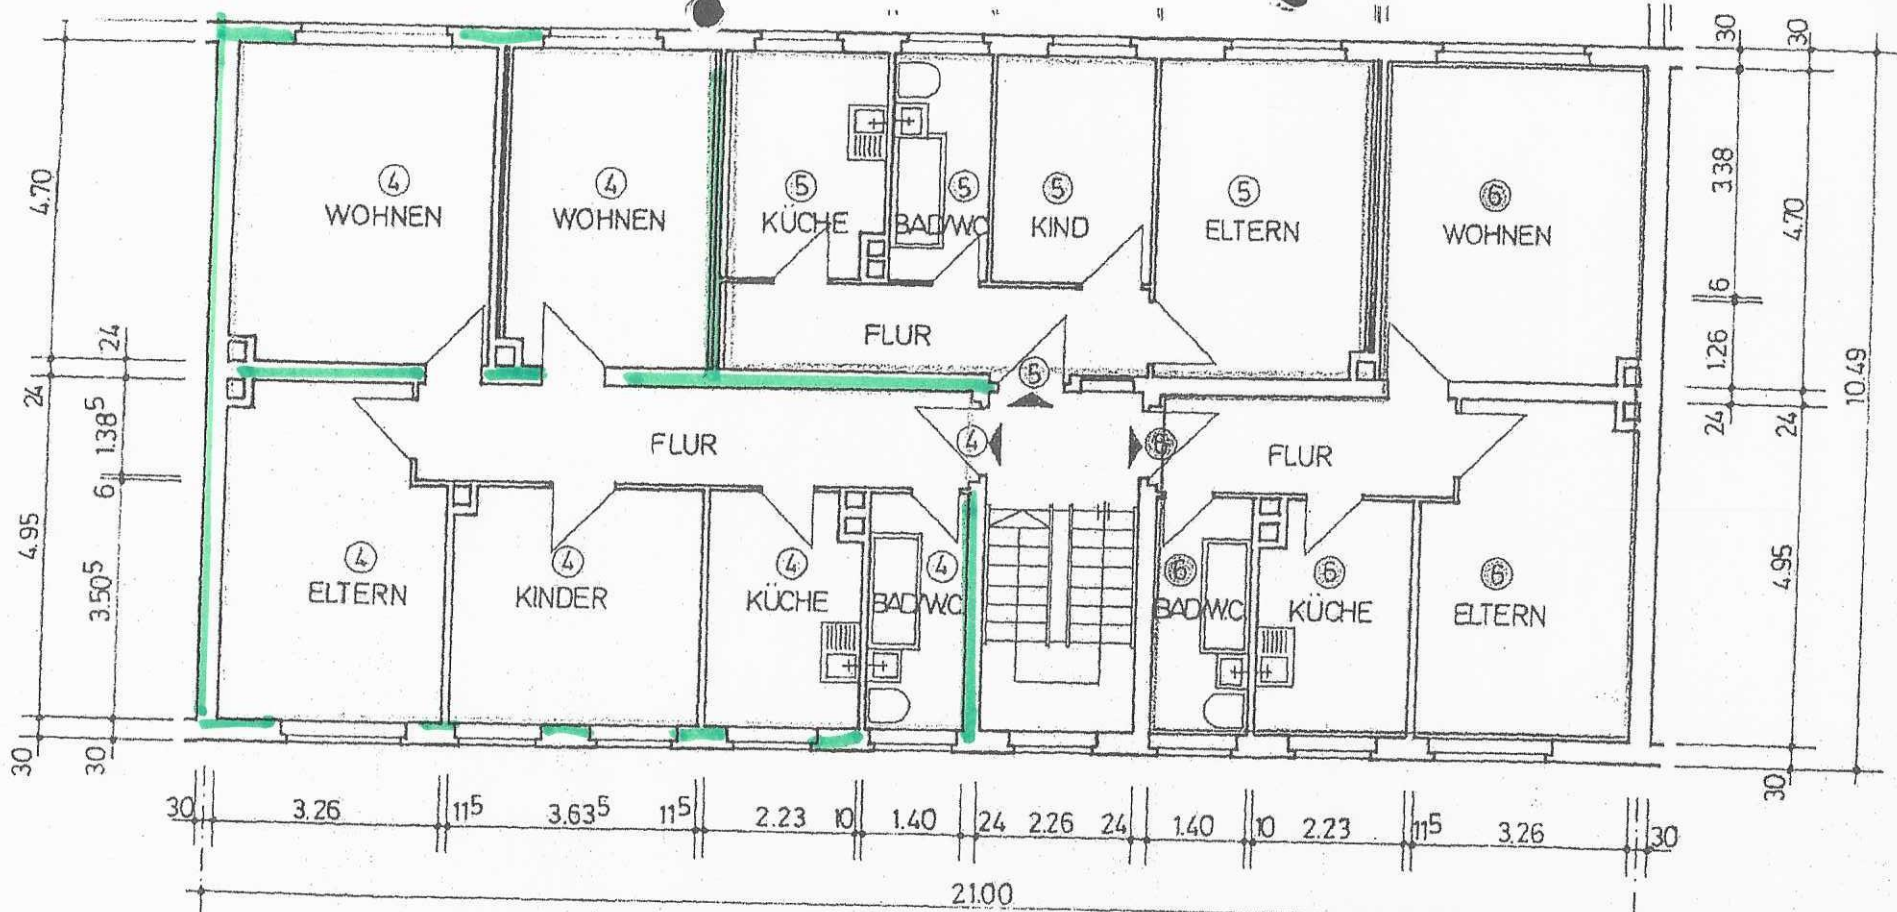 30
30
4.70
④
WOHNEN
④
WOHNEN
⑤
KÜCHE
⑤
BAD/W.C
⑤
KIND
⑤
ELTERN
⑥
WOHNEN
3.38
4.70
10.49
6
1.26
24
24
24
24
1.38⁵
6
4.95
3.50⁵
30
30
FLUR
⑤
④
⑥
FLUR
FLUR
④
ELTERN
④
KINDER
④
KÜCHE
④
BAD/W.C
⑥
BAD/W.C
⑥
KÜCHE
⑥
ELTERN
4.95
30
30 3.26 11⁵ 3.63⁵ 11⁵ 2.23 10 1.40 24 2.26 24 1.40 10 2.23 11⁵ 3.26 30
21.00